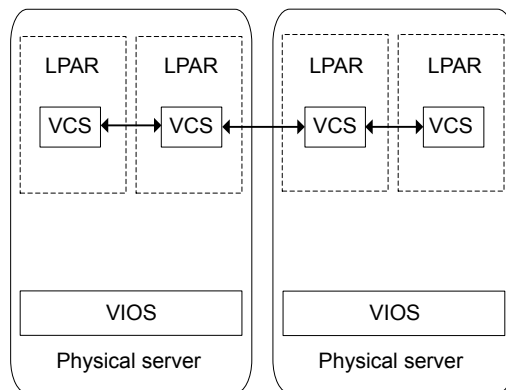 LPAR LPAR LPAR LPAR
VCS VCS VCS VCS
VIOS VIOS
Physical server Physical server